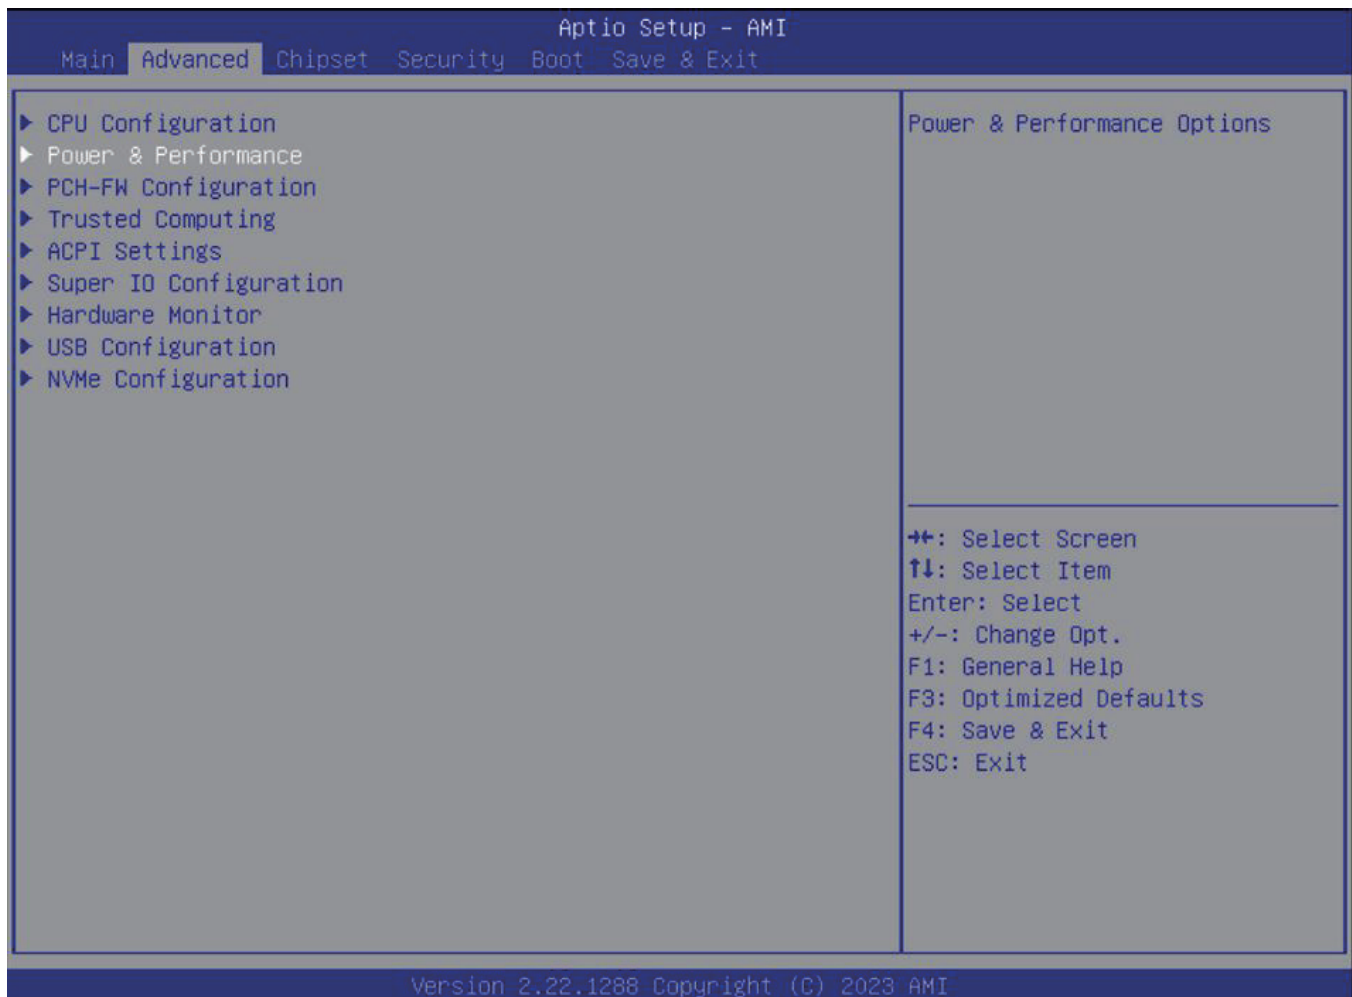 Aptio Setup - AMI
Main Advanced Chipset Security Boot Save & Exit
CPU Configuration
Power & Performance
PCH-FW Configuration
Trusted Computing
ACPI Settings
Super IO Configuration
Hardware Monitor
USB Configuration
NVMe Configuration
Power & Performance Options
→←: Select Screen
↑↓: Select Item
Enter: Select
+/-: Change Opt.
F1: General Help
F3: Optimized Defaults
F4: Save & Exit
ESC: Exit
Version 2.22.1288 Copyright (C) 2023 AMI